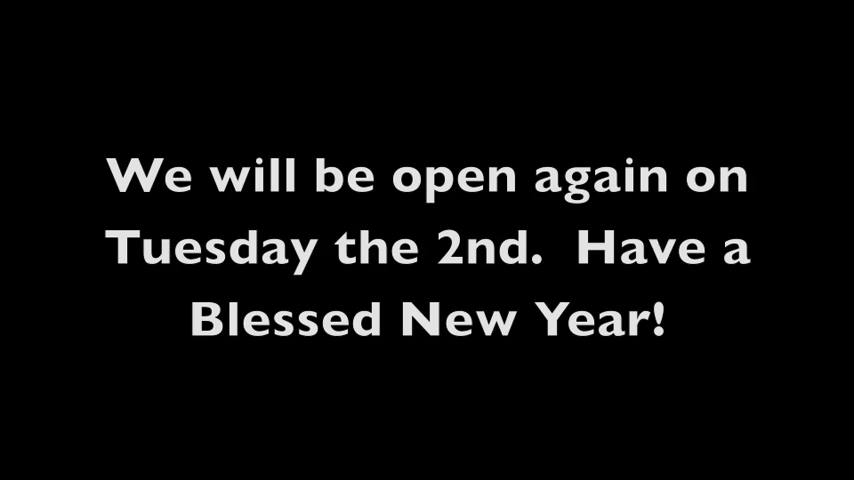 We will be open again on
Tuesday the 2nd.  Have a
Blessed New Year!